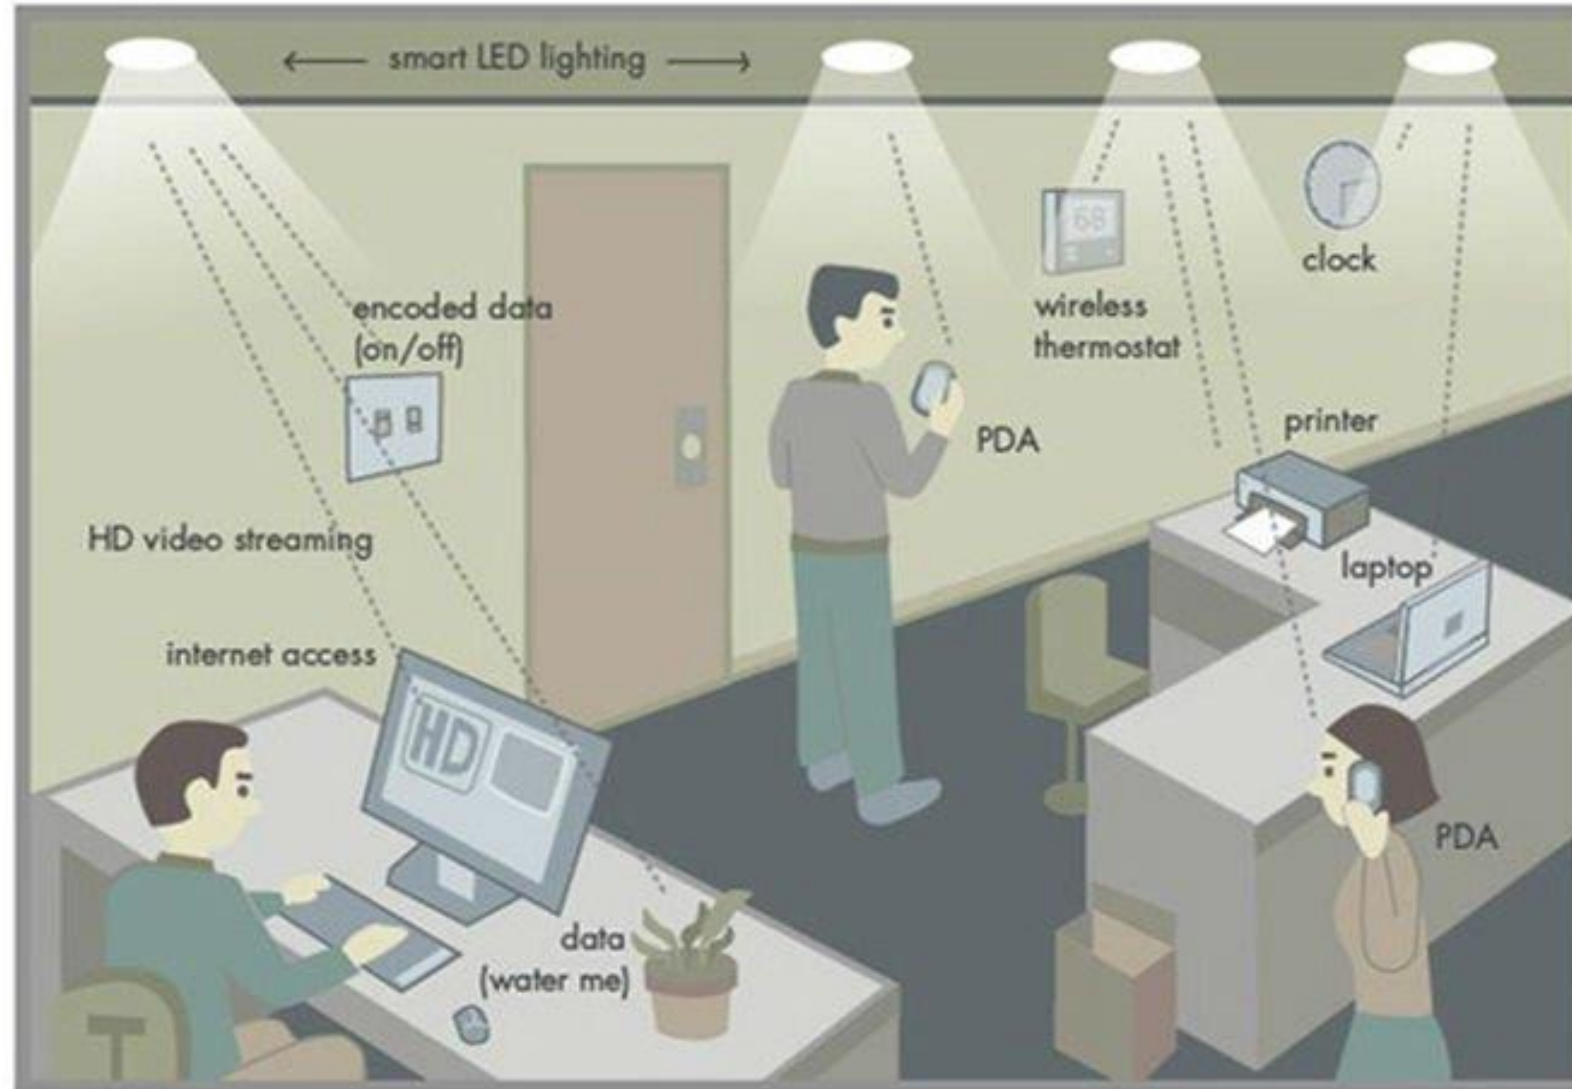 smart LED lighting
encoded data
(on/off)
68
clock
wireless
thermostat
PDA
printer
HD video streaming
laptop
internet access
HD
PDA
data
(water me)